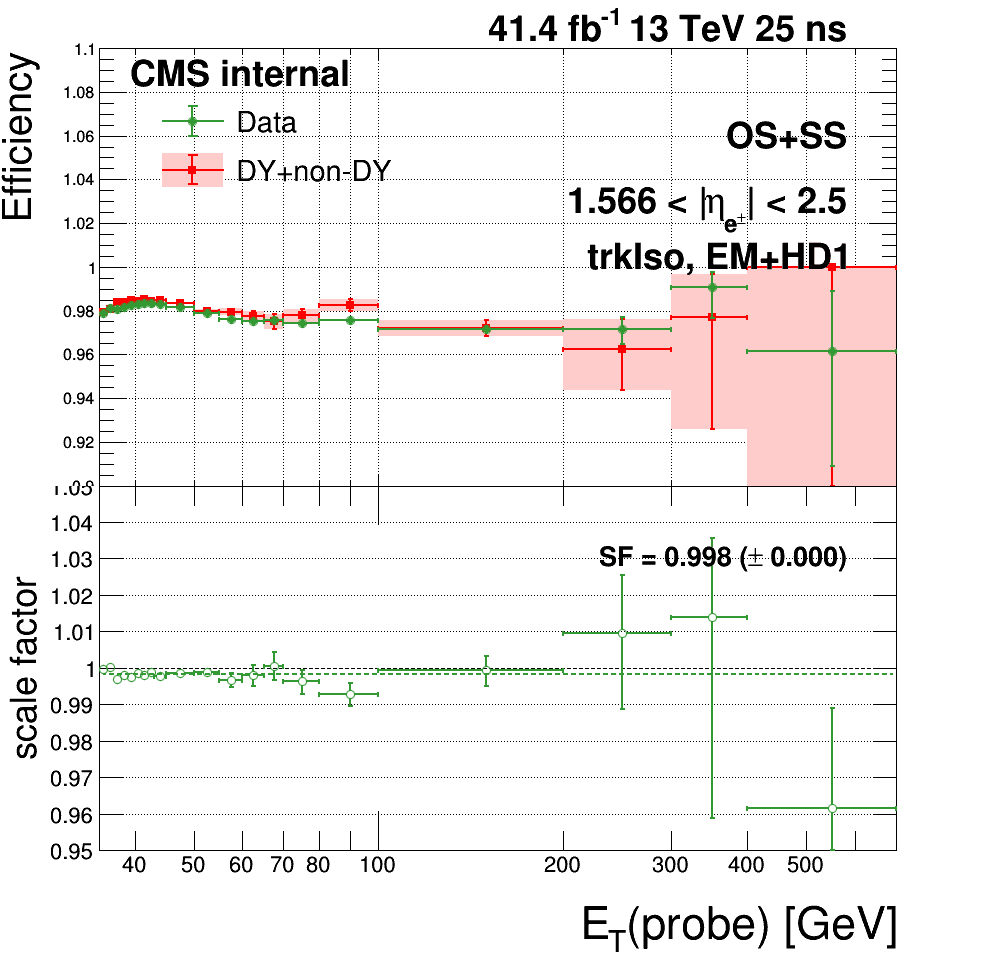 41.4 fb⁻¹ 13 TeV 25 ns
Efficiency
1.1
1.08
1.06
1.04
1.02
1
0.98
0.96
0.94
0.92
CMS internal
Data
DY+non-DY
OS+SS
1.566 < |η_e±| < 2.5
trkIso, EM+HD1
scale factor
1.04
1.03
1.02
1.01
1
0.99
0.98
0.97
0.96
0.95
SF = 0.998 (± 0.000)
40 50 60 70 80 100 200 300 400 500
E_T(probe) [GeV]